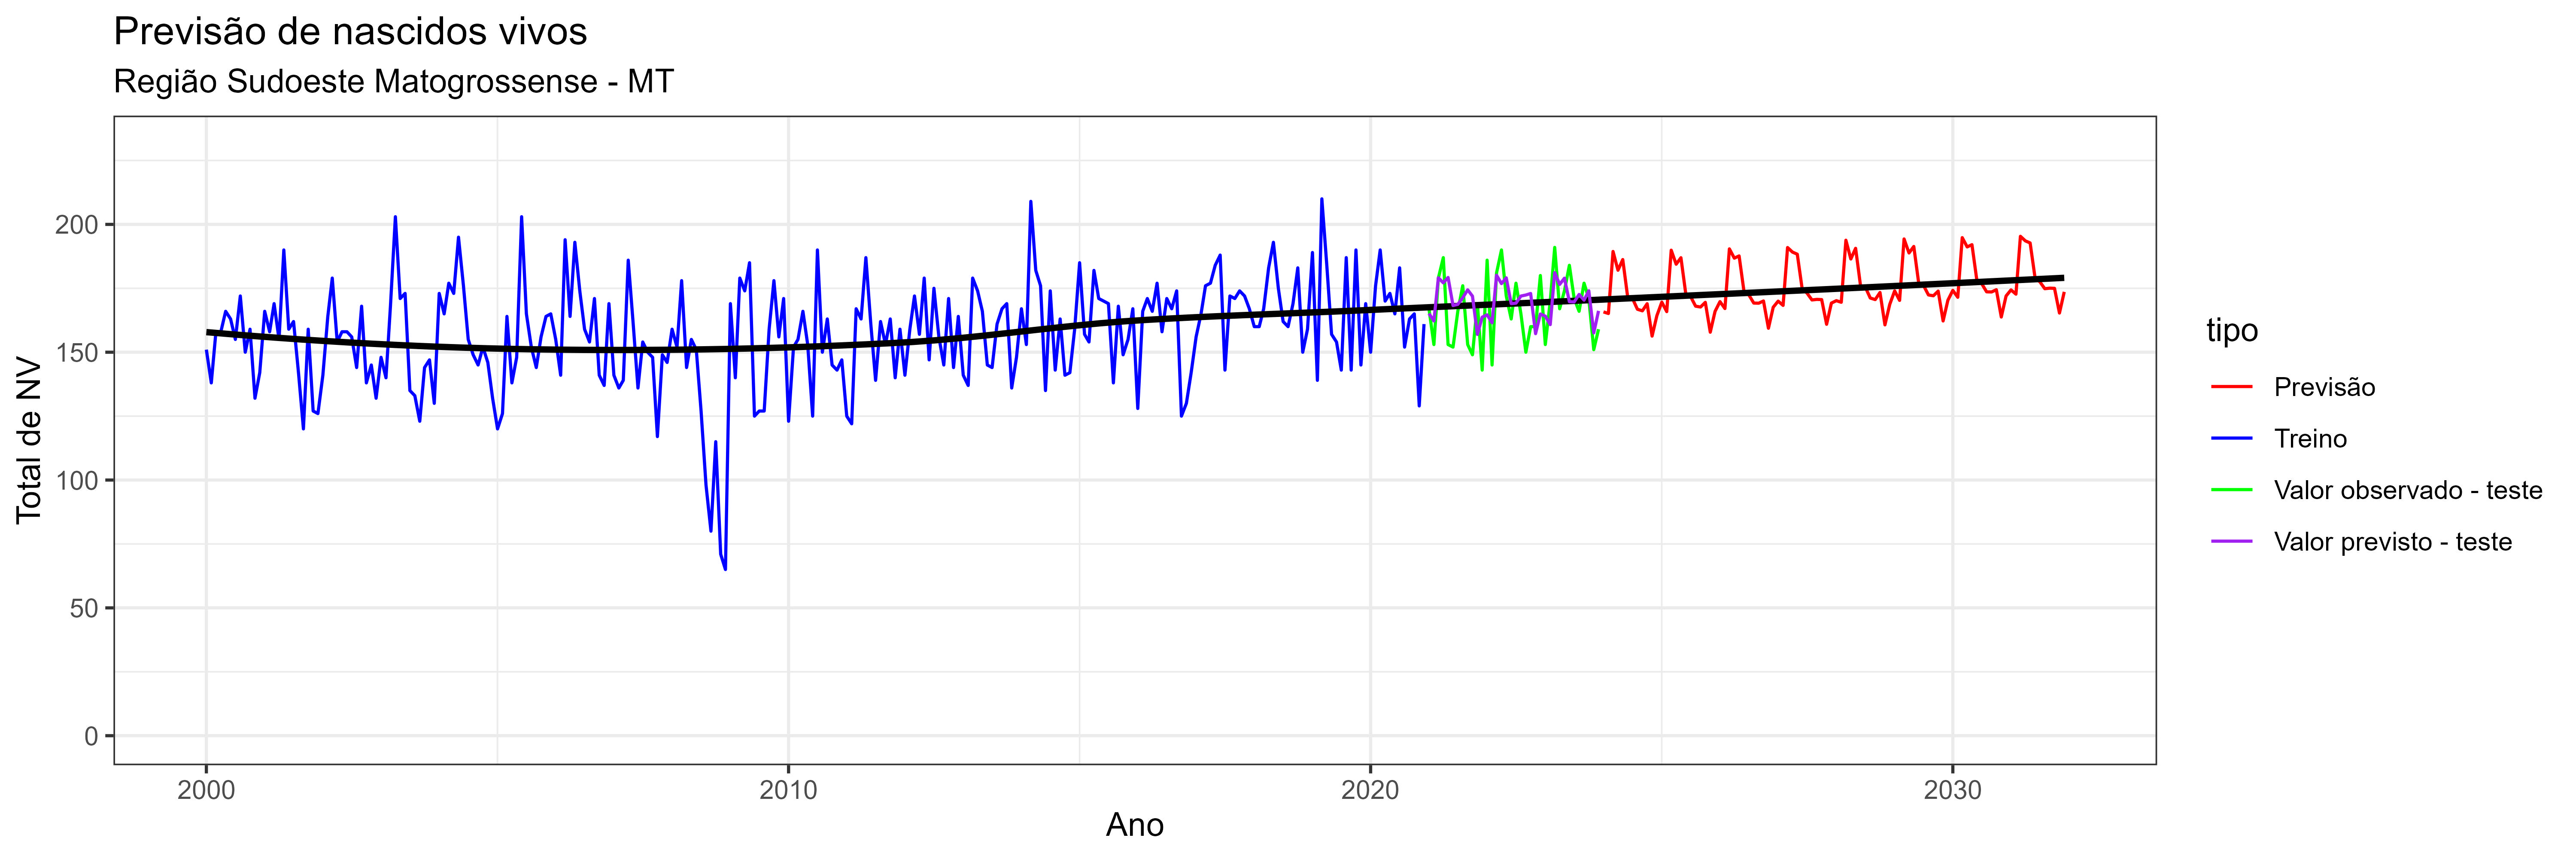 Previsão de nascidos vivos
Região Sudoeste Matogrossense - MT
Total de NV
200
150
100
50
0
2000
2010
2020
2030
Ano
tipo
Previsão
Treino
Valor observado - teste
Valor previsto - teste